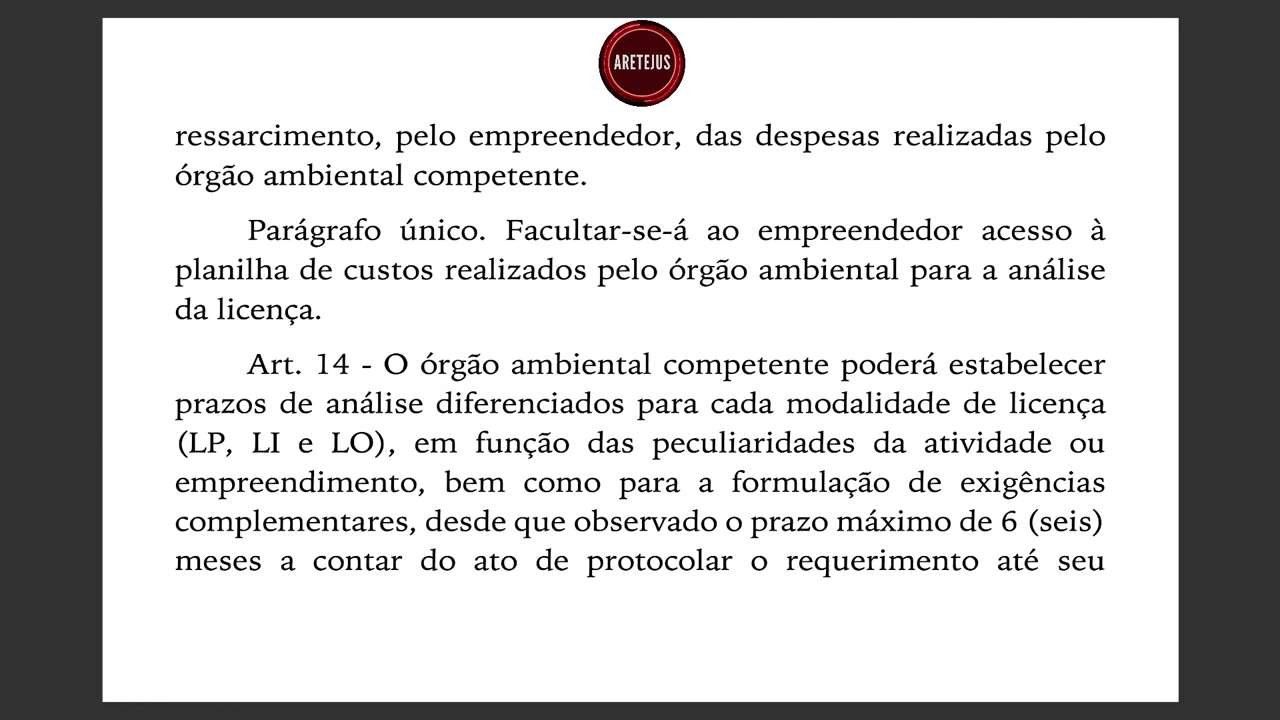 ARETEJUS
ressarcimento, pelo empreendedor, das despesas realizadas pelo
órgão ambiental competente.
Parágrafo único. Facultar-se-á ao empreendedor acesso à
planilha de custos realizados pelo órgão ambiental para a análise
da licença.
Art. 14 - O órgão ambiental competente poderá estabelecer
prazos de análise diferenciados para cada modalidade de licença
(LP, LI e LO), em função das peculiaridades da atividade ou
empreendimento, bem como para a formulação de exigências
complementares, desde que observado o prazo máximo de 6 (seis)
meses a contar do ato de protocolar o requerimento até seu